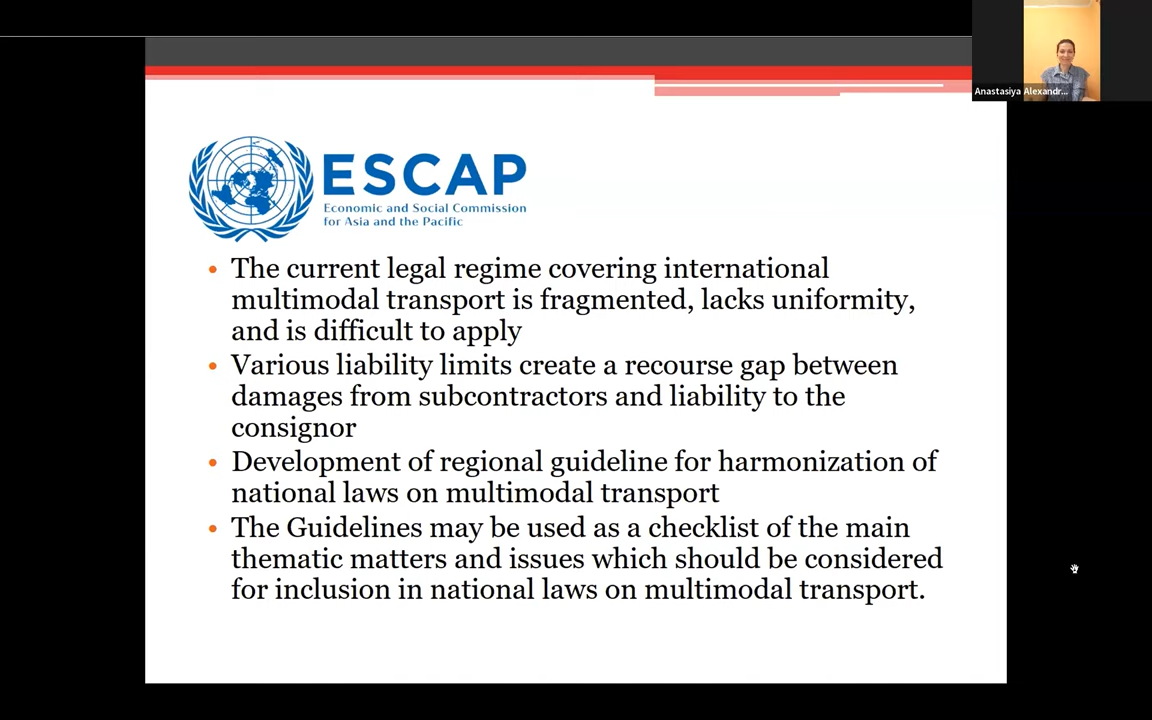 Anastasiya Alexandr...
ESCAP
Economic and Social Commission
for Asia and the Pacific
• The current legal regime covering international
multimodal transport is fragmented, lacks uniformity,
and is difficult to apply
• Various liability limits create a recourse gap between
damages from subcontractors and liability to the
consignor
• Development of regional guideline for harmonization of
national laws on multimodal transport
• The Guidelines may be used as a checklist of the main
thematic matters and issues which should be considered
for inclusion in national laws on multimodal transport.